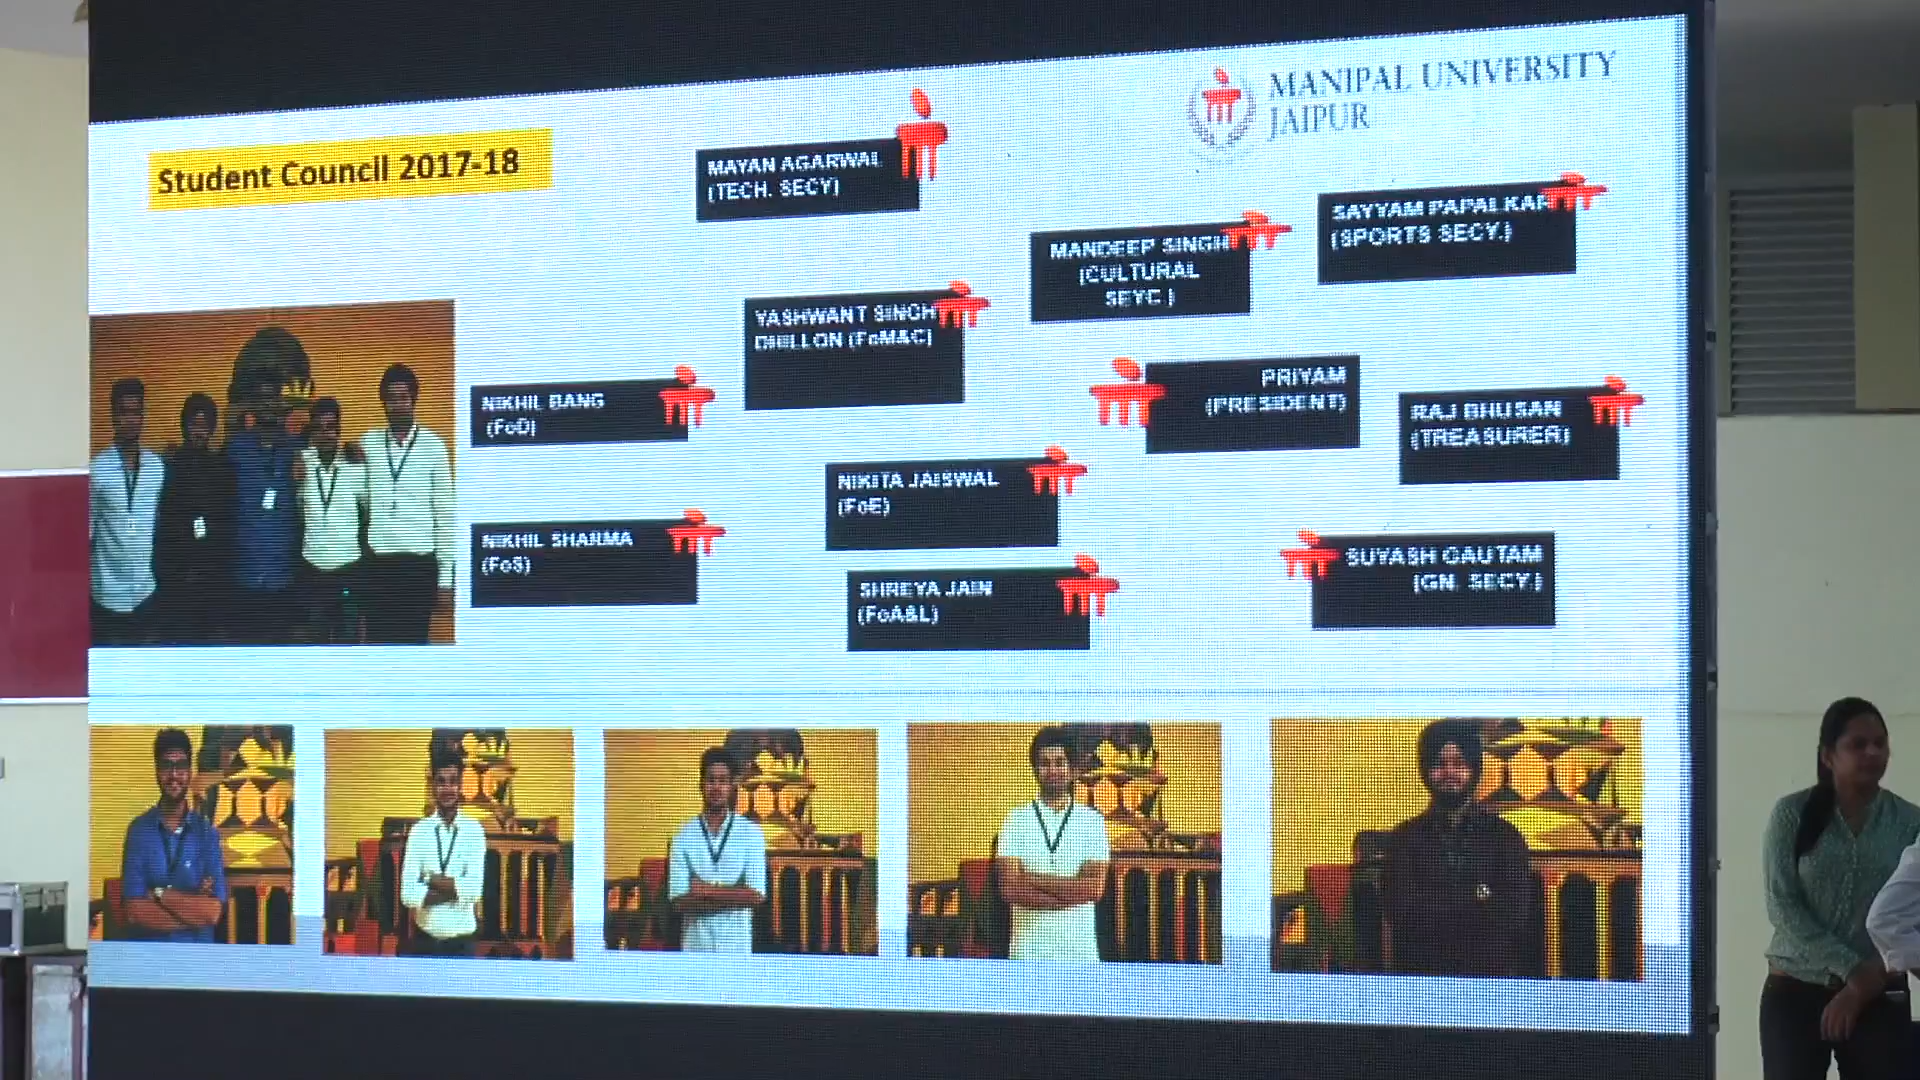 MANIPAL UNIVERSITY
JAIPUR
Student Council 2017-18
MAYAN AGARWAL
(TECH. SECY)
SAYYAM PAPALKAR
(SPORTS SECY.)
MANDEEP SINGH
(CULTURAL
SEYC.)
YASHWANT SINGH
DHILLON (FoM&C)
PRIYAM
(PRESIDENT)
NIKHIL BANG
(FoD)
RAJ BHUSAN
(TREASURER)
NIKITA JAISWAL
(FoE)
NIKHIL SHARMA
(FoS)
SUYASH GAUTAM
(GN. SECY.)
SHREYA JAIN
(FoA&L)